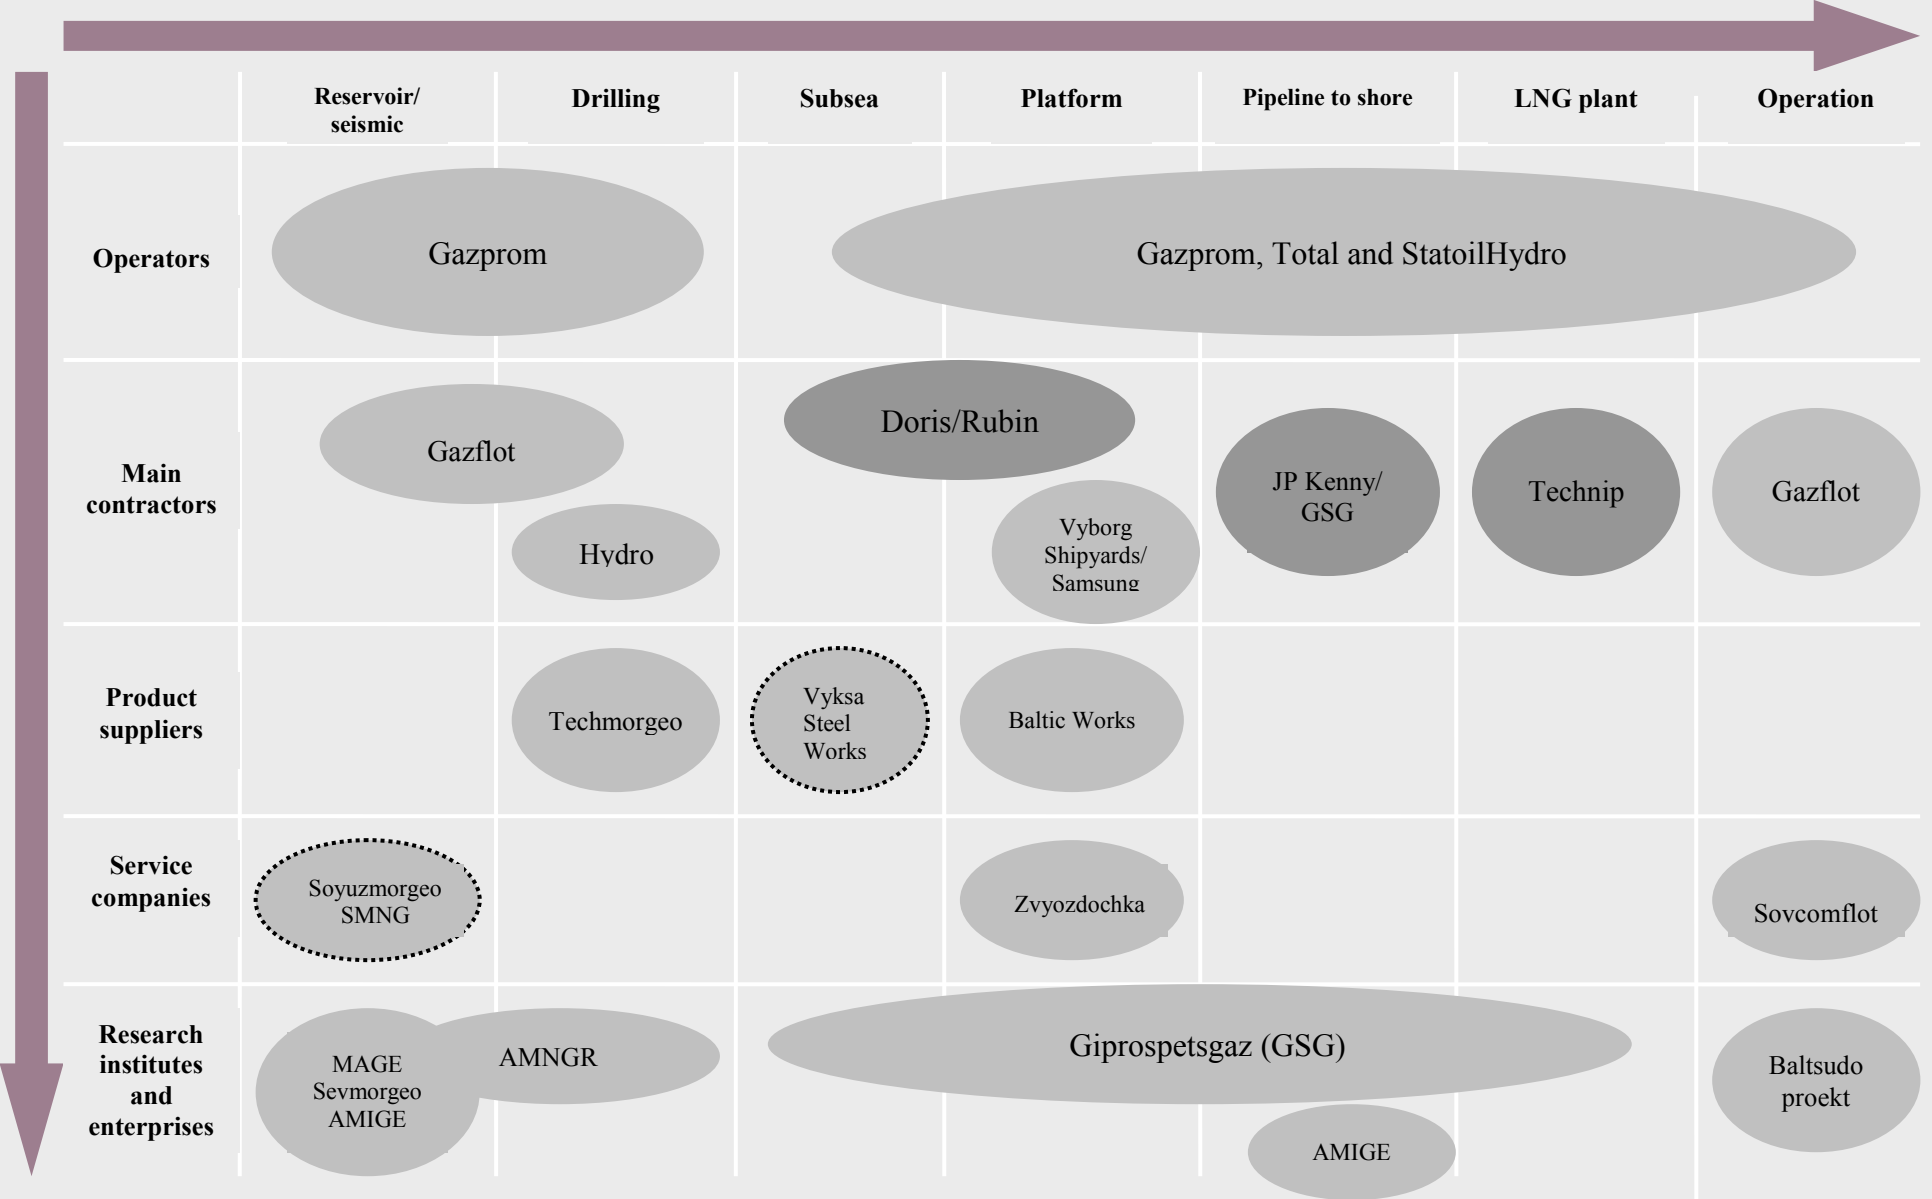 Reservoir/
seismic
Drilling
Subsea
Platform
Pipeline to shore
LNG plant
Operation
Operators
Gazprom
Gazprom, Total and StatoilHydro
Main
contractors
Gazflot
Hydro
Doris/Rubin
Vyborg
Shipyards/
Samsung
JP Kenny/
GSG
Technip
Gazflot
Product
suppliers
Techmorgeo
Vyksa
Steel
Works
Baltic Works
Service
companies
Soyuzmorgeo
SMNG
Zvyozdochka
Sovcomflot
Research
institutes
and
enterprises
MAGE
Sevmorgeo
AMIGE
AMNGR
Giprospetsgaz (GSG)
AMIGE
Baltsudo
proekt